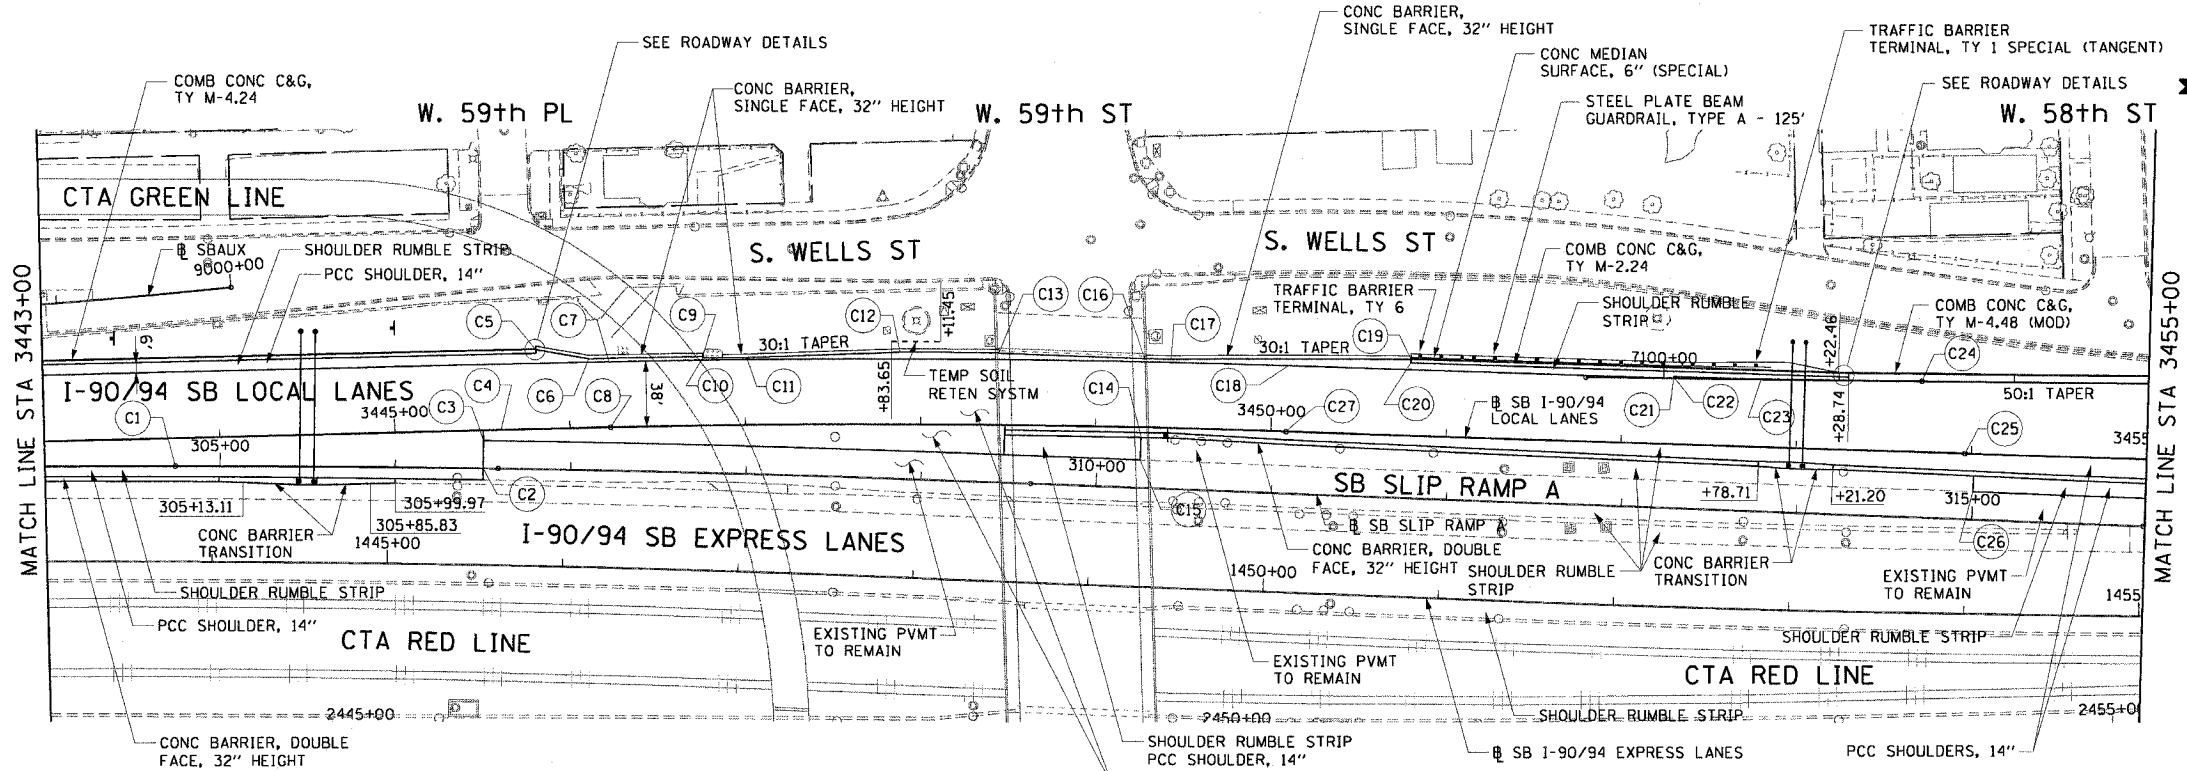 CONC BARRIER,
SINGLE FACE, 32" HEIGHT
TRAFFIC BARRIER
TERMINAL, TY 1 SPECIAL (TANGENT)
SEE ROADWAY DETAILS
CONC MEDIAN
SURFACE, 6" (SPECIAL)
COMB CONC C&G,
TY M-4.24
CONC BARRIER,
SINGLE FACE, 32" HEIGHT
SEE ROADWAY DETAILS
STEEL PLATE BEAM
GUARDRAIL, TYPE A - 125'
W. 59th PL
W. 59th ST
W. 58th ST
CTA GREEN LINE
S. WELLS ST
S. WELLS ST
℄ SBAUX
9000+00
SHOULDER RUMBLE STRIP
PCC SHOULDER, 14"
COMB CONC C&G,
TY M-2.24
MATCH LINE STA 3443+00
MATCH LINE STA 3455+00
TRAFFIC BARRIER
TERMINAL, TY 6
SHOULDER RUMBLE
STRIP
COMB CONC C&G,
TY M-4.48 (MOD)
C5
C7
C9
C12
+11.45
C13
C16
C17
C19
+22.46
C24
6'
30:1 TAPER
30:1 TAPER
7100+00
50:1 TAPER
I-90/94 SB LOCAL LANES
C4
C6
C8
38'
C10
C11
+83.65
TEMP SOIL
RETEN SYSTM
C14
C18
C20
C21
C22
C23
+28.74
C1
3445+00
C3
3450+00
C27
℄ SB I-90/94
LOCAL LANES
C25
3455
305+00
310+00
SB SLIP RAMP A
+78.71
+21.20
315+00
305+13.11
305+99.97
C2
305+85.83
C15
℄ SB SLIP RAMP A
C26
CONC BARRIER
TRANSITION
1445+00
I-90/94 SB EXPRESS LANES
CONC BARRIER, DOUBLE
FACE, 32" HEIGHT
SHOULDER RUMBLE
STRIP
CONC BARRIER
TRANSITION
EXISTING PVMT
TO REMAIN
1450+00
1455
SHOULDER RUMBLE STRIP
PCC SHOULDER, 14"
CTA RED LINE
EXISTING PVMT
TO REMAIN
SHOULDER RUMBLE STRIP
EXISTING PVMT
TO REMAIN
CTA RED LINE
2445+00
2450+00
SHOULDER RUMBLE STRIP
2455+0
CONC BARRIER, DOUBLE
FACE, 32" HEIGHT
SHOULDER RUMBLE STRIP
PCC SHOULDER, 14"
℄ SB I-90/94 EXPRESS LANES
PCC SHOULDERS, 14"